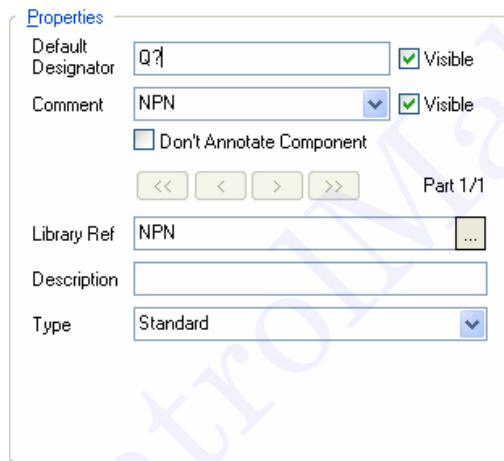 Properties
Default Designator Q? Visible
Comment NPN Visible
Don't Annotate Component
<< < > >> Part 1/1
Library Ref NPN ...
Description
Type Standard